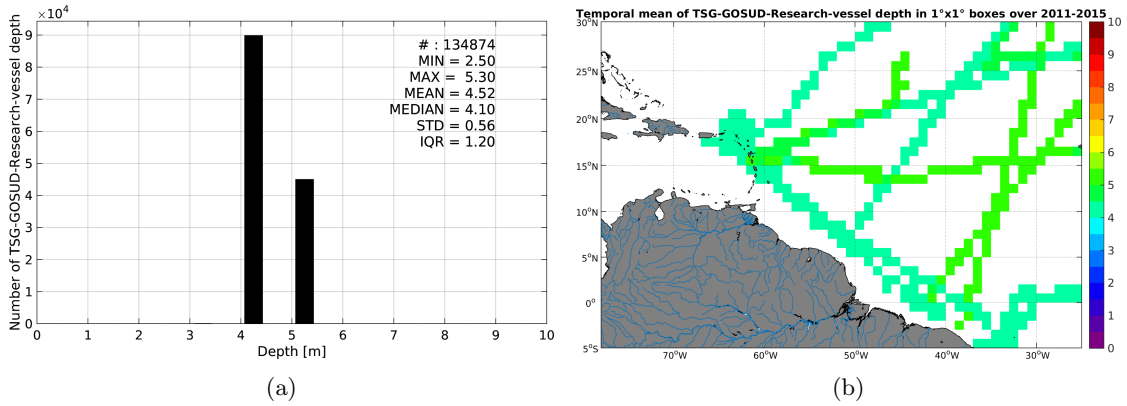 ×10⁴
9
8
7
6
5
4
3
2
1
0
Number of TSG-GOSUD-Research-vessel depth
# : 134874
MIN = 2.50
MAX = 5.30
MEAN = 4.52
MEDIAN = 4.10
STD = 0.56
IQR = 1.20
0 1 2 3 4 5 6 7 8 9 10
Depth [m]
(a)
Temporal mean of TSG-GOSUD-Research-vessel depth in 1°x1° boxes over 2011-2015
30°N
25°N
20°N
15°N
10°N
5°N
0°
5°S
70°W 60°W 50°W 40°W 30°W
10
9
8
7
6
5
4
3
2
1
0
(b)